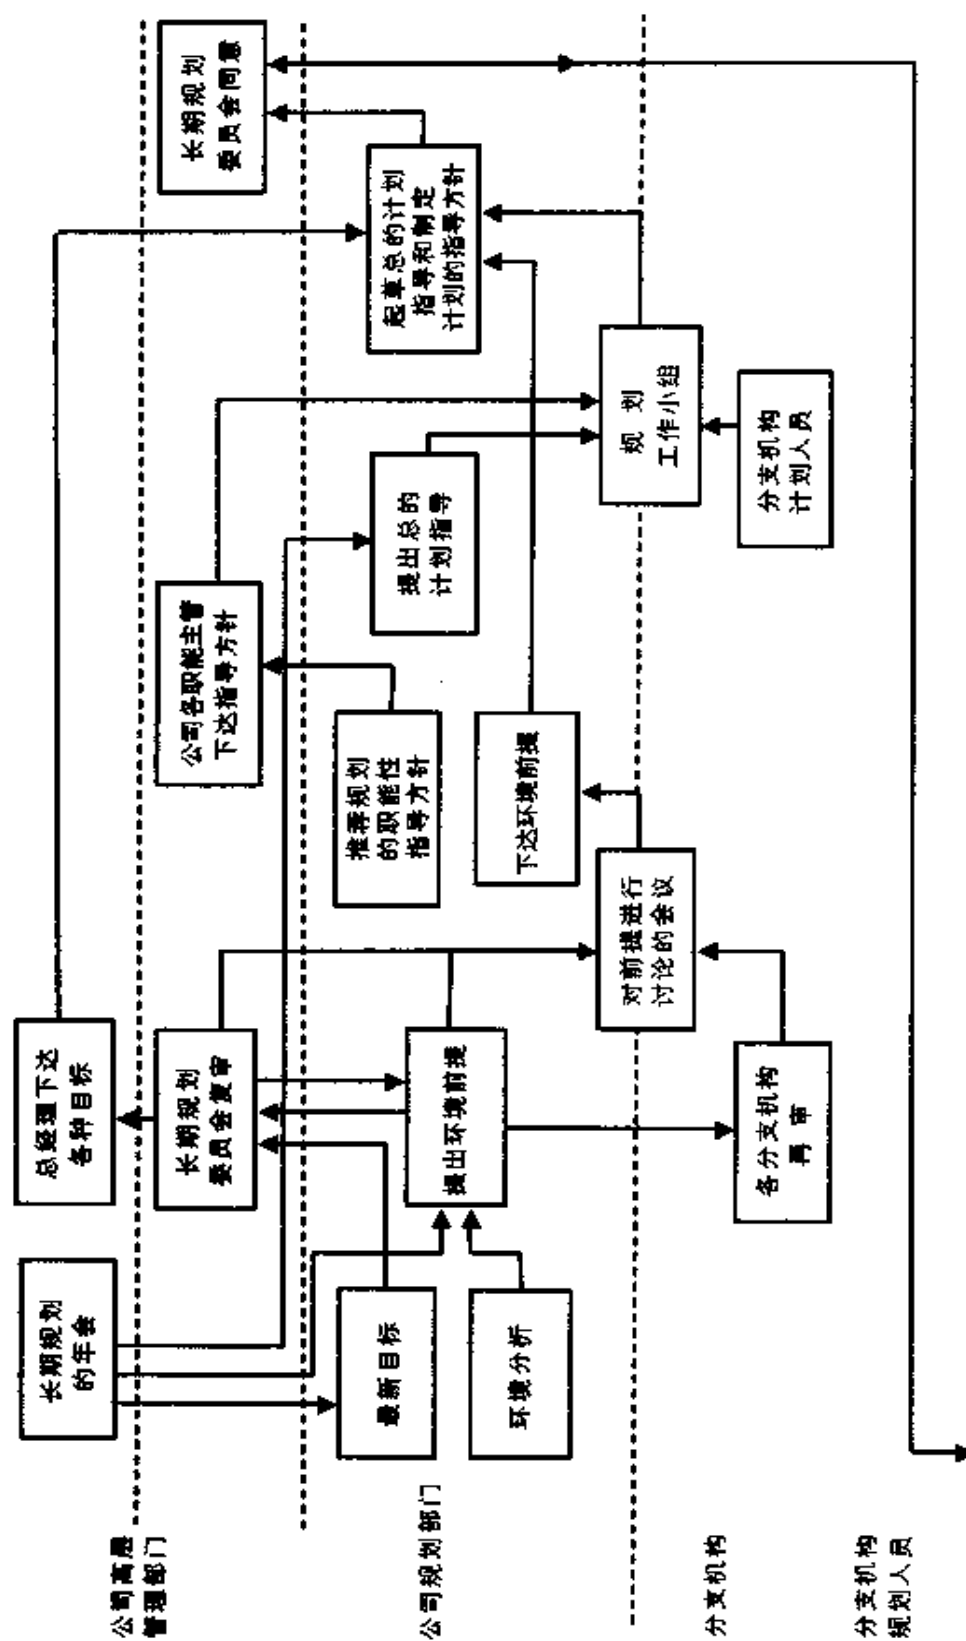 公司高层
管理部门
长期规划
的年会
总经理下达
各种目标
长期规划
委员会复审
公司各职能主管
下达指导方针
长期规划
委员会同意
公司规划部门
最新目标
环境分析
提出环境前提
推荐规划
的职能性
指导方针
下达环境前提
提出总的
计划指导
起草总的计划
指导和制定
计划的指导方针
对前提进行
讨论的会议
规划
工作小组
分支机构
各分支机构
再审
分支机构
计划人员
分支机构
规划人员